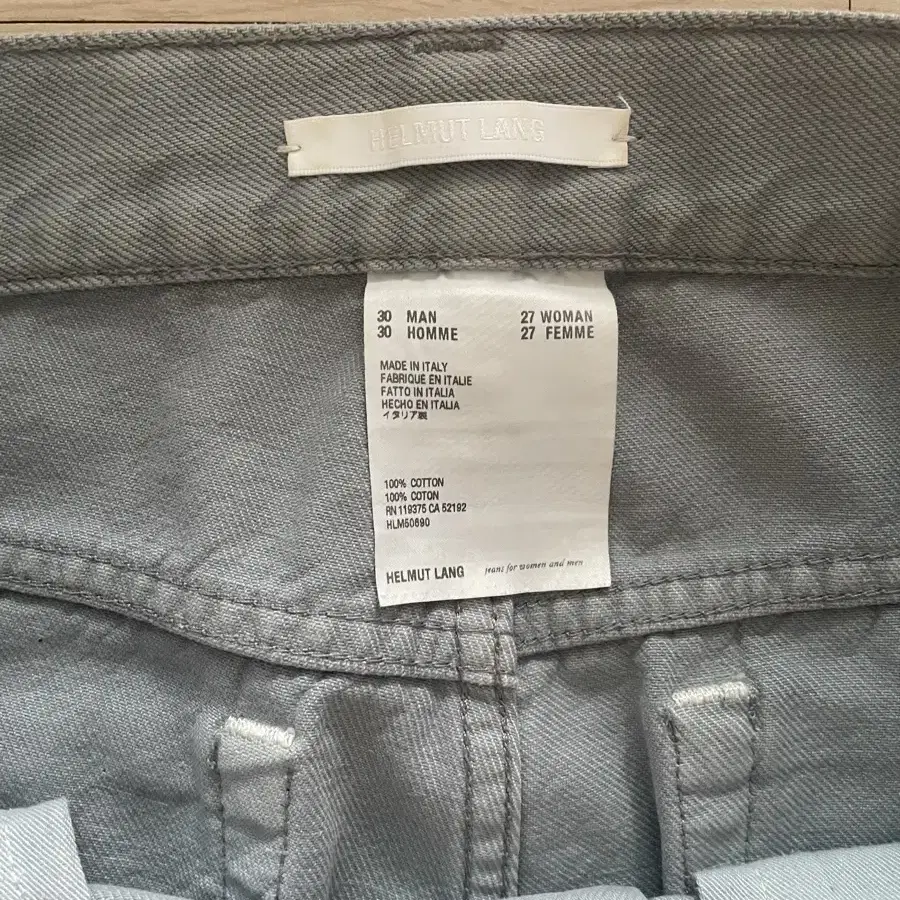 HELMUT LANG
30 MAN 27 WOMAN
30 HOMME 27 FEMME
MADE IN ITALY
FABRIQUE EN ITALIE
FATTO IN ITALIA
HECHO EN ITALIA
イタリア製
100% COTTON
100% COTON
RN 119375 CA 52192
HLM50690
HELMUT LANG jeans for women and men